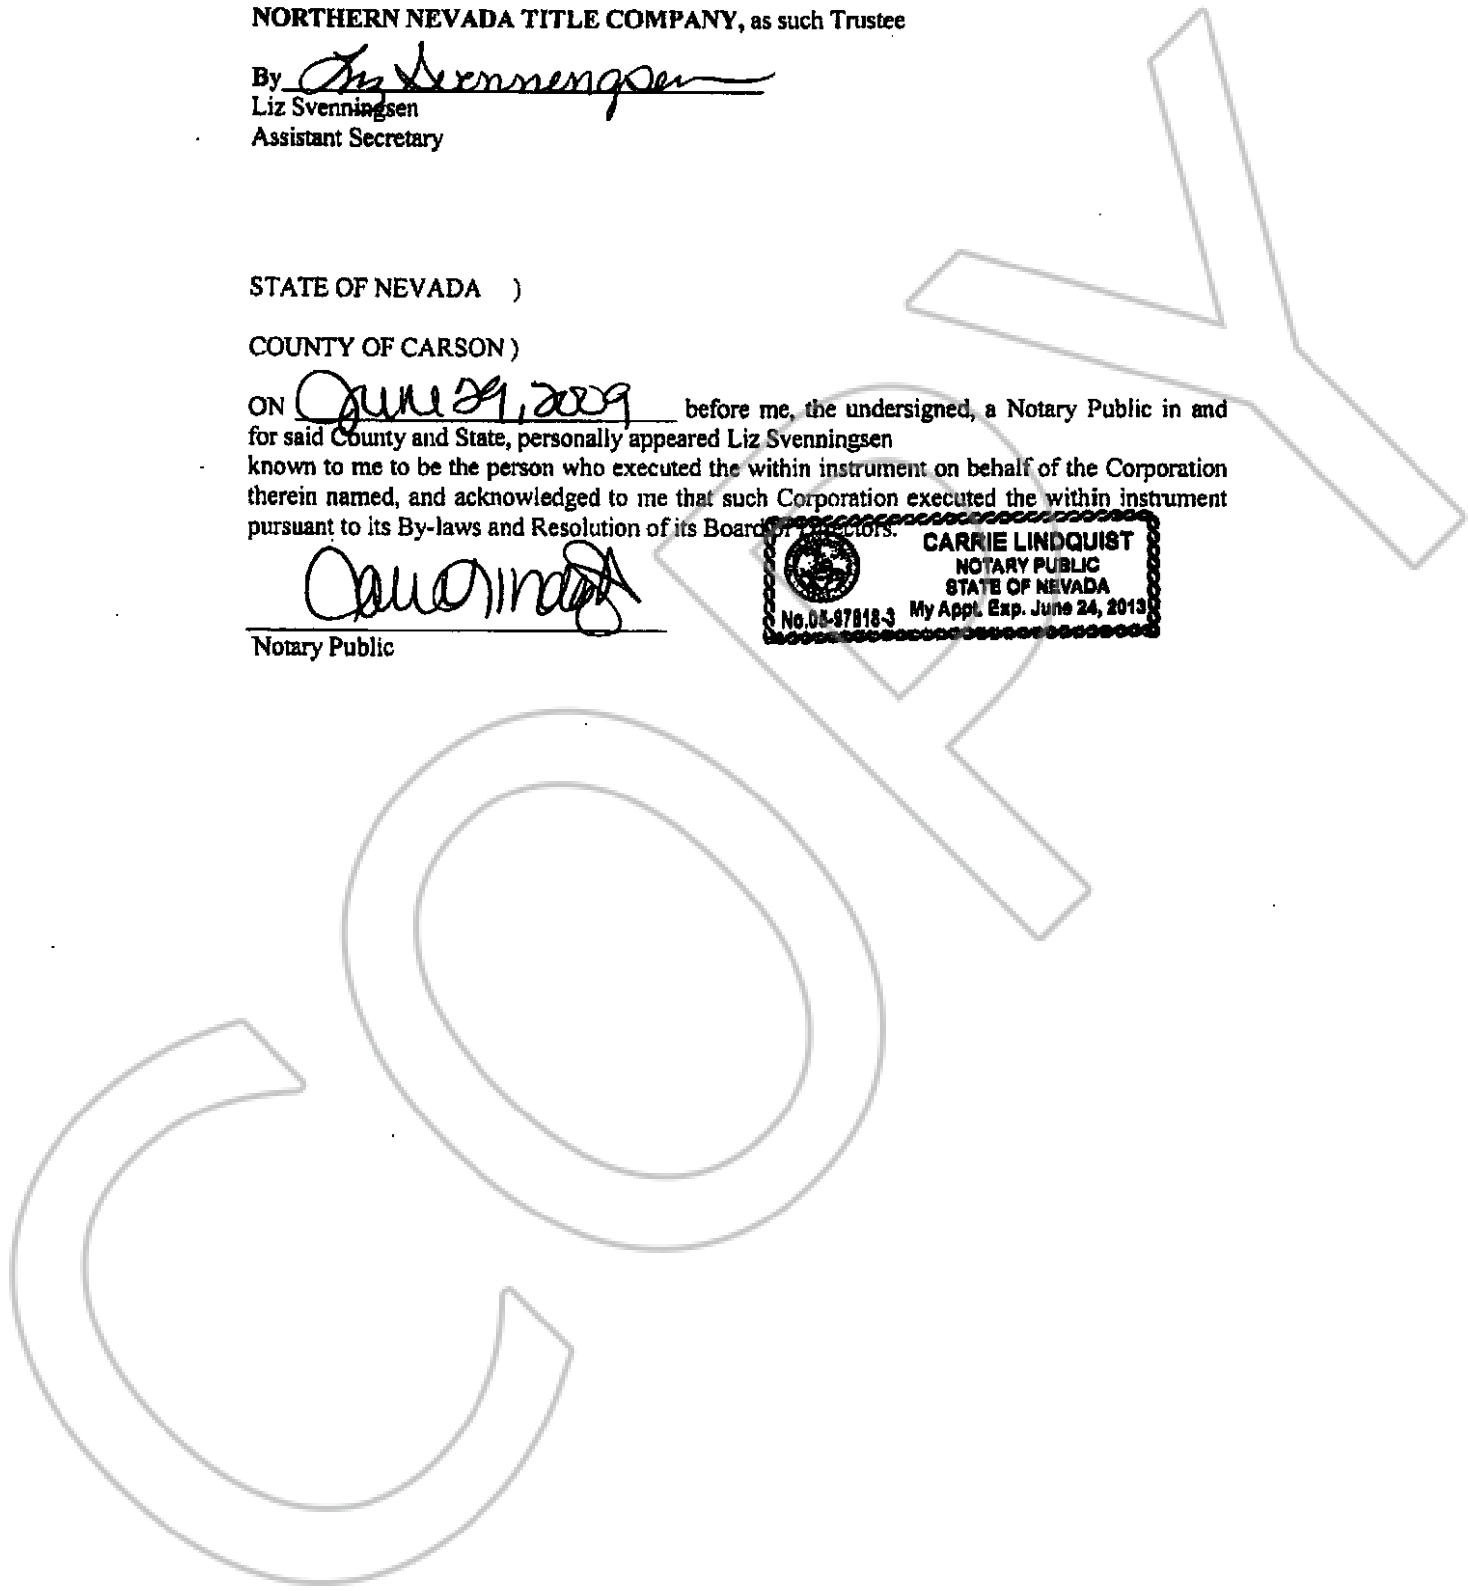 NORTHERN NEVADA TITLE COMPANY, as such Trustee
By Liz Svenningsen
Liz Svenningsen
Assistant Secretary
STATE OF NEVADA )
COUNTY OF CARSON )
ON June 29, 2009 before me, the undersigned, a Notary Public in and
for said County and State, personally appeared Liz Svenningsen
known to me to be the person who executed the within instrument on behalf of the Corporation
therein named, and acknowledged to me that such Corporation executed the within instrument
pursuant to its By-laws and Resolution of its Board of Directors.
CARRIE LINDQUIST
NOTARY PUBLIC
STATE OF NEVADA
My Appt. Exp. June 24, 2013
Notary Public
COPY